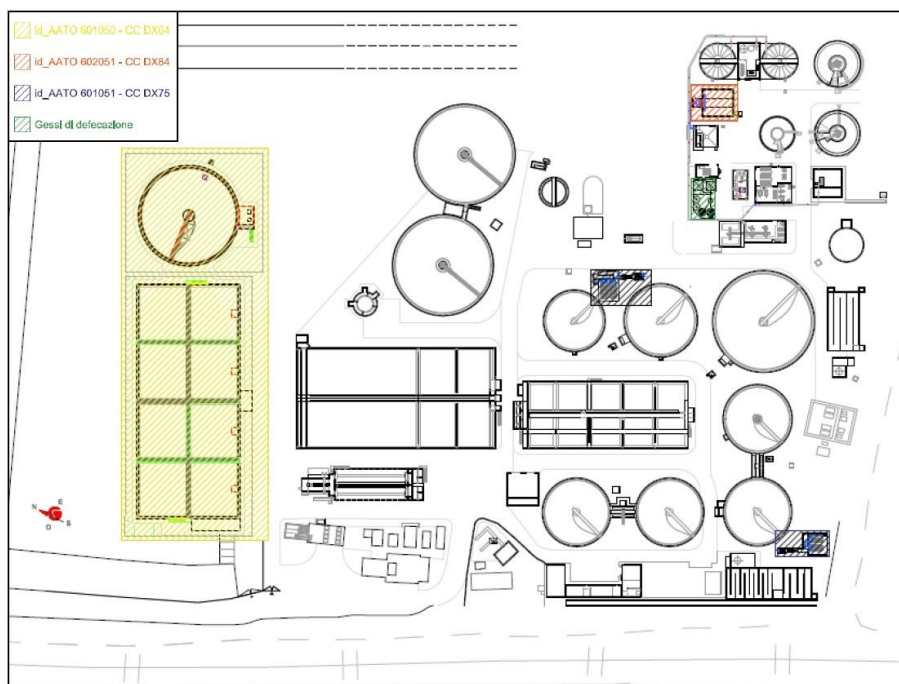 id_AATO 601050 - CC DX64
id_AATO 602051 - CC DX84
id_AATO 601051 - CC DX75
Gessi di defecazione
N E
O S